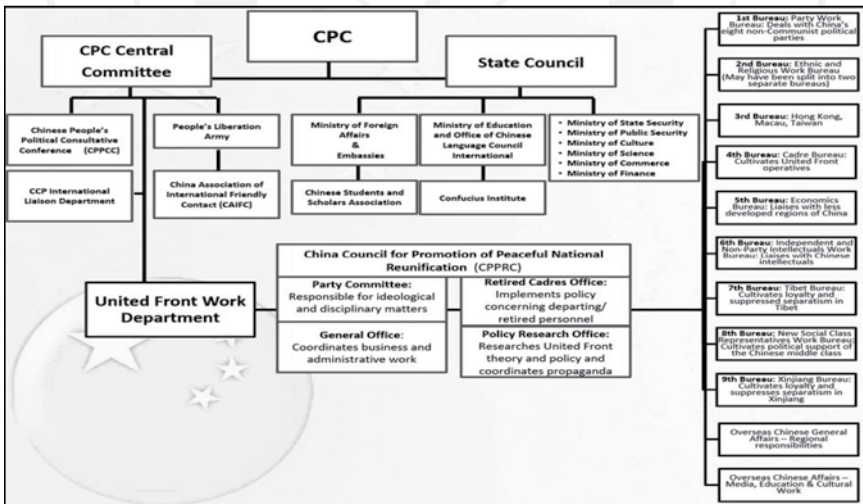 CPC
CPC Central
Committee
State Council
Chinese People's
Political Consultative
Conference (CPPCC)
People's Liberation
Army
Ministry of Foreign
Affairs
&
Embassies
Ministry of Education
and Office of Chinese
Language Council
International
• Ministry of State Security
• Ministry of Public Security
• Ministry of Culture
• Ministry of Science
• Ministry of Commerce
• Ministry of Finance
CCP International
Liaison Department
China Association of
International Friendly
Contact (CAIFC)
Chinese Students and
Scholars Association
Confucius Institute
United Front Work
Department
China Council for Promotion of Peaceful National
Reunification (CPPRC)
Party Committee:
Responsible for ideological
and disciplinary matters
Retired Cadres Office:
Implements policy
concerning departing/
retired personnel
General Office:
Coordinates business and
administrative work
Policy Research Office:
Researches United Front
theory and policy and
coordinates propaganda
1st Bureau: Party Work
Bureau: Deals with China's
eight non-Communist political
parties
2nd Bureau: Ethnic and
Religious Work Bureau
(May have been split into two
separate bureaus)
3rd Bureau: Hong Kong,
Macau, Taiwan
4th Bureau: Cadre Bureau:
Cultivates United Front
operatives
5th Bureau: Economics
Bureau: Liaises with less
developed regions of China
6th Bureau: Independent and
Non-Party Intellectuals Work
Bureau: Liaises with Chinese
intellectuals
7th Bureau: Tibet Bureau:
Cultivates loyalty and
suppressed separatism in
Tibet
8th Bureau; New Social Class
Representatives Work Bureau:
Cultivates political support of
the Chinese middle class
9th Bureau: Xinjiang Bureau:
Cultivates loyalty and
suppresses separatism in
Xinjiang
Overseas Chinese General
Affairs – Regional
responsibilities
Overseas Chinese Affairs –
Media, Education & Cultural
Work